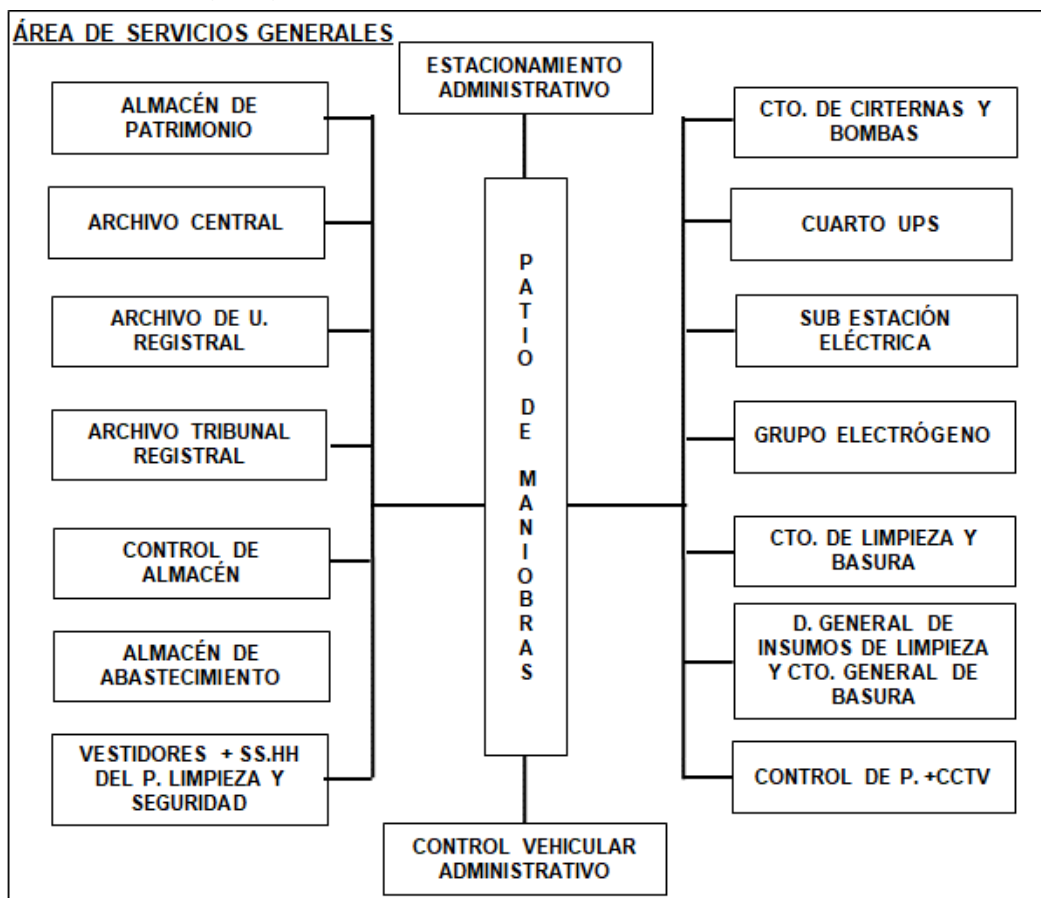 ÁREA DE SERVICIOS GENERALES
ESTACIONAMIENTO
ADMINISTRATIVO
ALMACÉN DE
PATRIMONIO
ARCHIVO CENTRAL
ARCHIVO DE U.
REGISTRAL
ARCHIVO TRIBUNAL
REGISTRAL
CONTROL DE
ALMACÉN
ALMACÉN DE
ABASTECIMIENTO
VESTIDORES + SS.HH
DEL P. LIMPIEZA Y
SEGURIDAD
PATIO DE MANIOBRAS
CTO. DE CIRTERNAS Y
BOMBAS
CUARTO UPS
SUB ESTACIÓN
ELÉCTRICA
GRUPO ELECTRÓGENO
CTO. DE LIMPIEZA Y
BASURA
D. GENERAL DE
INSUMOS DE LIMPIEZA
Y CTO. GENERAL DE
BASURA
CONTROL DE P. +CCTV
CONTROL VEHICULAR
ADMINISTRATIVO